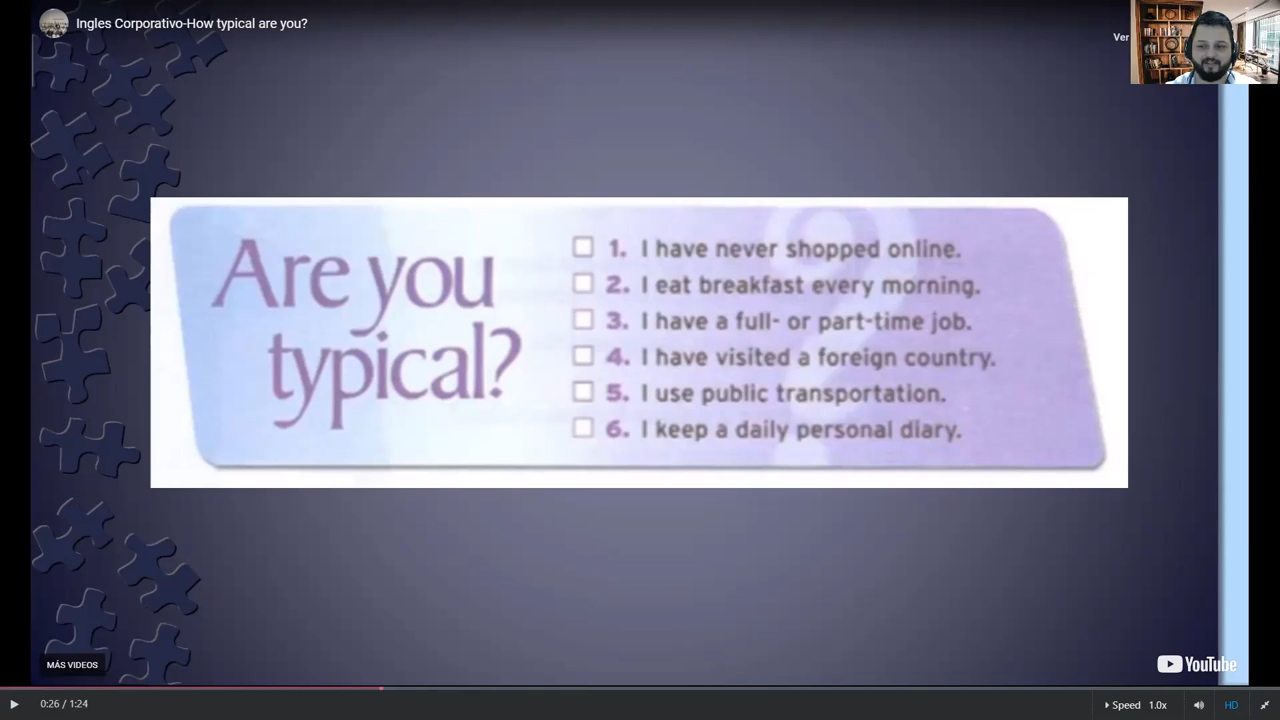 Ingles Corporativo-How typical are you?
Ver
Are you
typical?
1. I have never shopped online.
2. I eat breakfast every morning.
3. I have a full- or part-time job.
4. I have visited a foreign country.
5. I use public transportation.
6. I keep a daily personal diary.
MÁS VIDEOS
YouTube
0:26 / 1:24
Speed 1.0x
HD